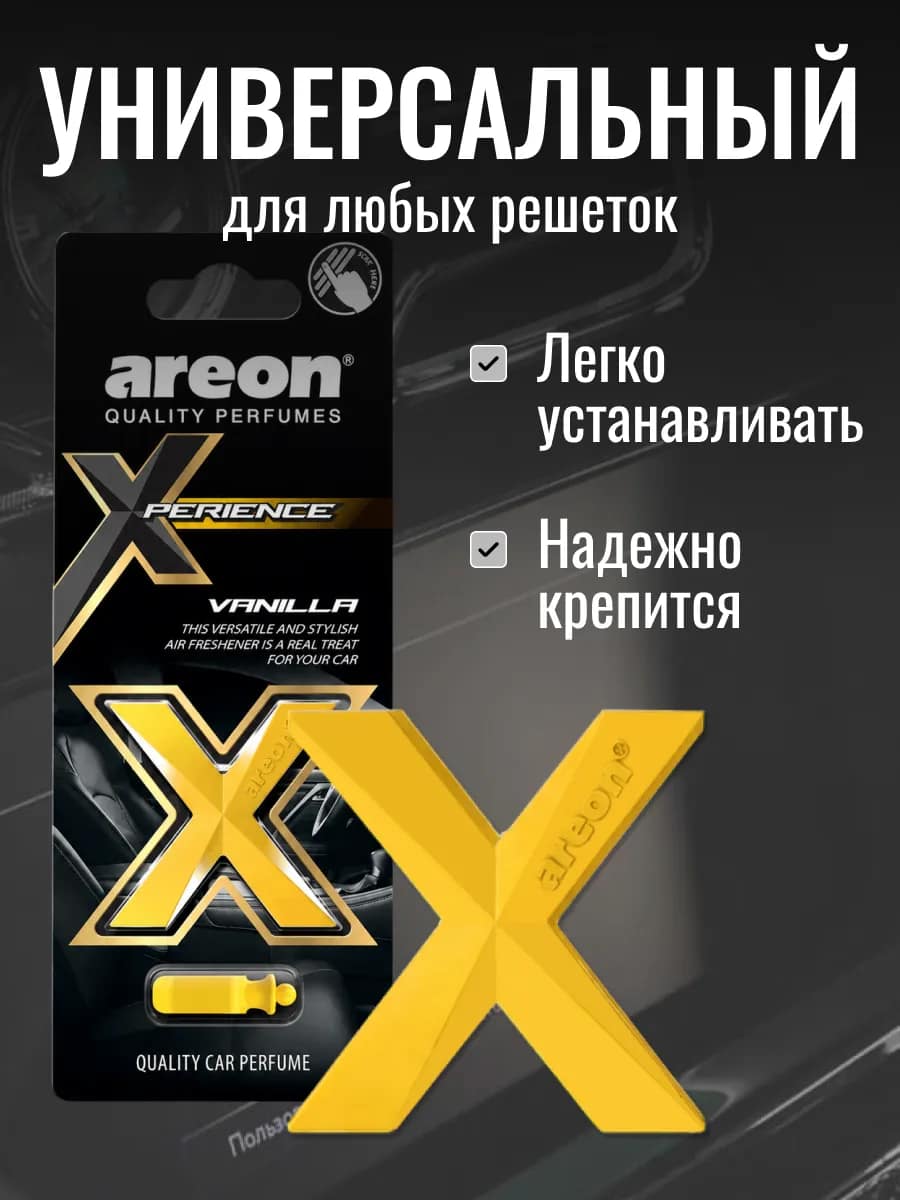 УНИВЕРСАЛЬНЫЙ
для любых решеток
areon®
QUALITY PERFUMES
XPERIENCE
VANILLA
THIS VERSATILE AND STYLISH
AIR FRESHENER IS A REAL TREAT
FOR YOUR CAR
areon
QUALITY CAR PERFUME
Легко
устанавливать
Надежно
крепится
areon®